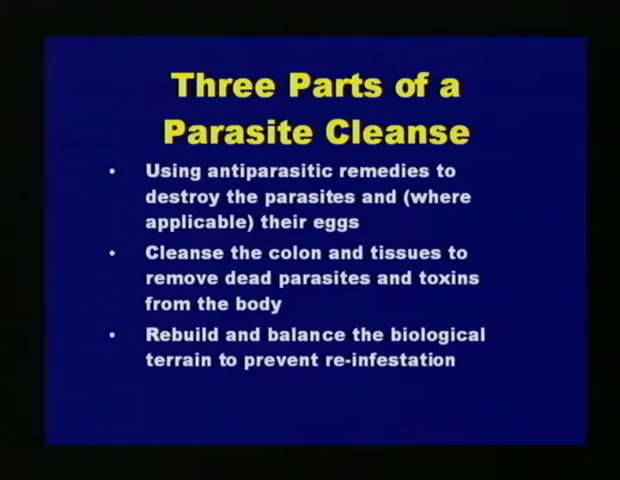 Three Parts of a
Parasite Cleanse
• Using antiparasitic remedies to
destroy the parasites and (where
applicable) their eggs
• Cleanse the colon and tissues to
remove dead parasites and toxins
from the body
• Rebuild and balance the biological
terrain to prevent re-infestation